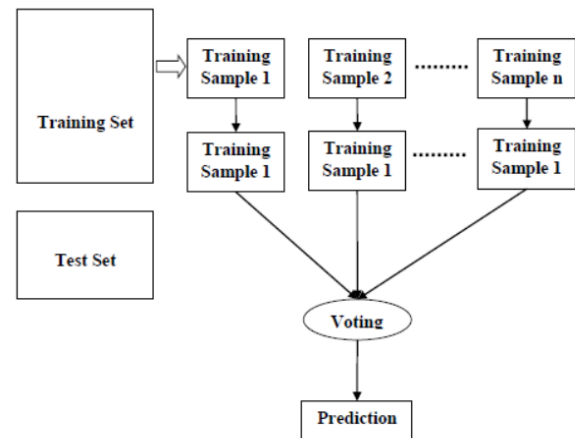 Training Set
Training
Sample 1
Training
Sample 2
.........
Training
Sample n
Training
Sample 1
Training
Sample 1
.........
Training
Sample 1
Test Set
Voting
Prediction